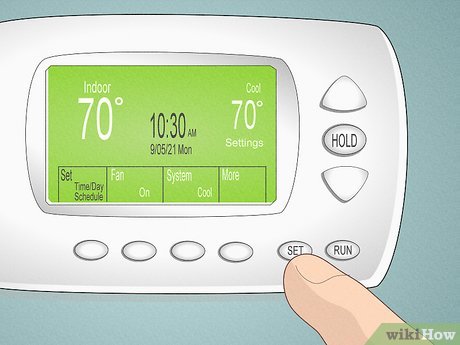 Indoor
70°
10:30 AM
9/05/21 Mon
Cool
70°
Settings
Set
Time/Day
Schedule
Fan
On
System
Cool
More
HOLD
SET
RUN
wikiHow